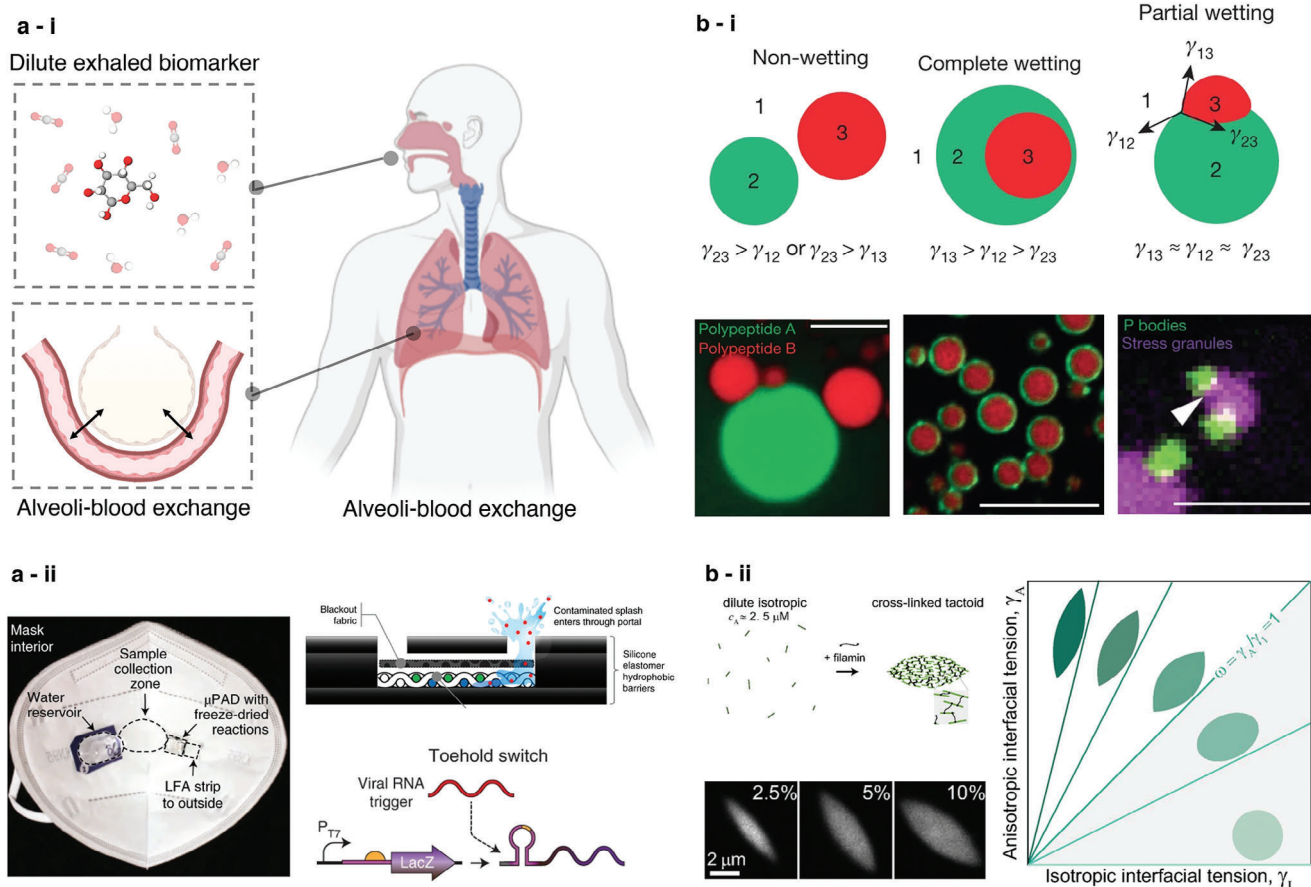 a - i
Dilute exhaled biomarker
Alveoli-blood exchange
Alveoli-blood exchange
b - i
Non-wetting
1
2
3
γ23 > γ12 or γ23 > γ13
Complete wetting
1
2
3
γ13 > γ12 > γ23
Partial wetting
γ13
1
3
γ12
γ23
2
γ13 ≈ γ12 ≈ γ23
Polypeptide A
Polypeptide B
P bodies
Stress granules
a - ii
Mask
interior
Sample
collection
zone
Water
reservoir
μPAD with
freeze-dried
reactions
LFA strip
to outside
Blackout
fabric
Contaminated splash
enters through portal
Silicone
elastomer
hydrophobic
barriers
Toehold switch
Viral RNA
trigger
PT7
LacZ
b - ii
dilute isotropic
cA ≃ 2. 5 μM
+ filamin
cross-linked tactoid
2.5%
5%
10%
2 μm
Anisotropic interfacial tension, γA
ω = γA/γI = 1
Isotropic interfacial tension, γI